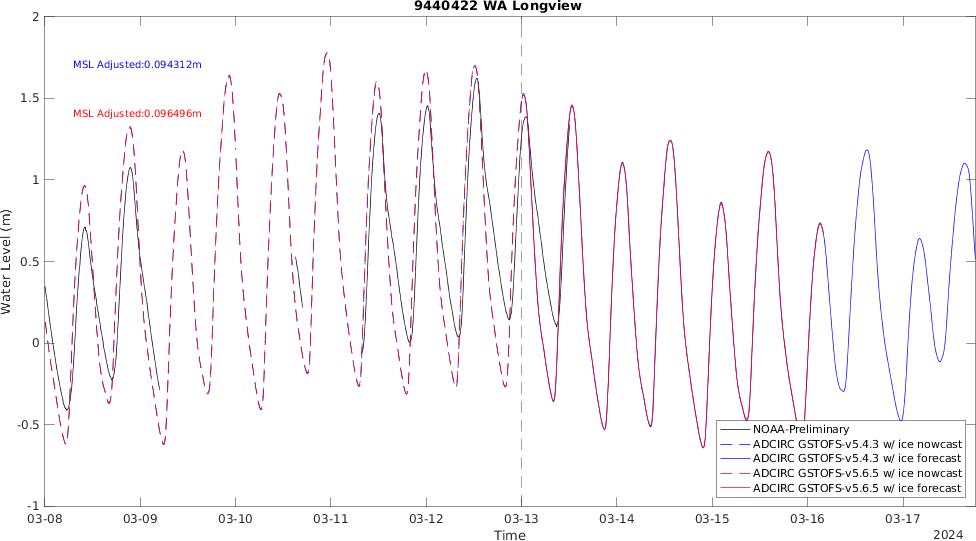 9440422 WA Longview
2
1.5
1
0.5
0
-0.5
-1
Water Level (m)
MSL Adjusted:0.094312m
MSL Adjusted:0.096496m
NOAA-Preliminary
ADCIRC GSTOFS-v5.4.3 w/ ice nowcast
ADCIRC GSTOFS-v5.4.3 w/ ice forecast
ADCIRC GSTOFS-v5.6.5 w/ ice nowcast
ADCIRC GSTOFS-v5.6.5 w/ ice forecast
03-08 03-09 03-10 03-11 03-12 03-13 03-14 03-15 03-16 03-17
Time
2024